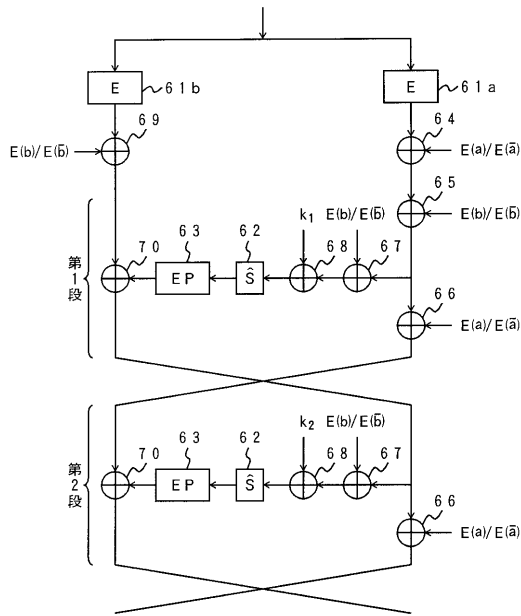 E
61b
E
61a
69
64
E(b)/E(b̄)
E(a)/E(ā)
65
E(b)/E(b̄)
第1段
70
63
62
k₁ E(b)/E(b̄)
68
67
EP
Ŝ
66
E(a)/E(ā)
第2段
70
63
62
k₂ E(b)/E(b̄)
68
67
EP
Ŝ
66
E(a)/E(ā)